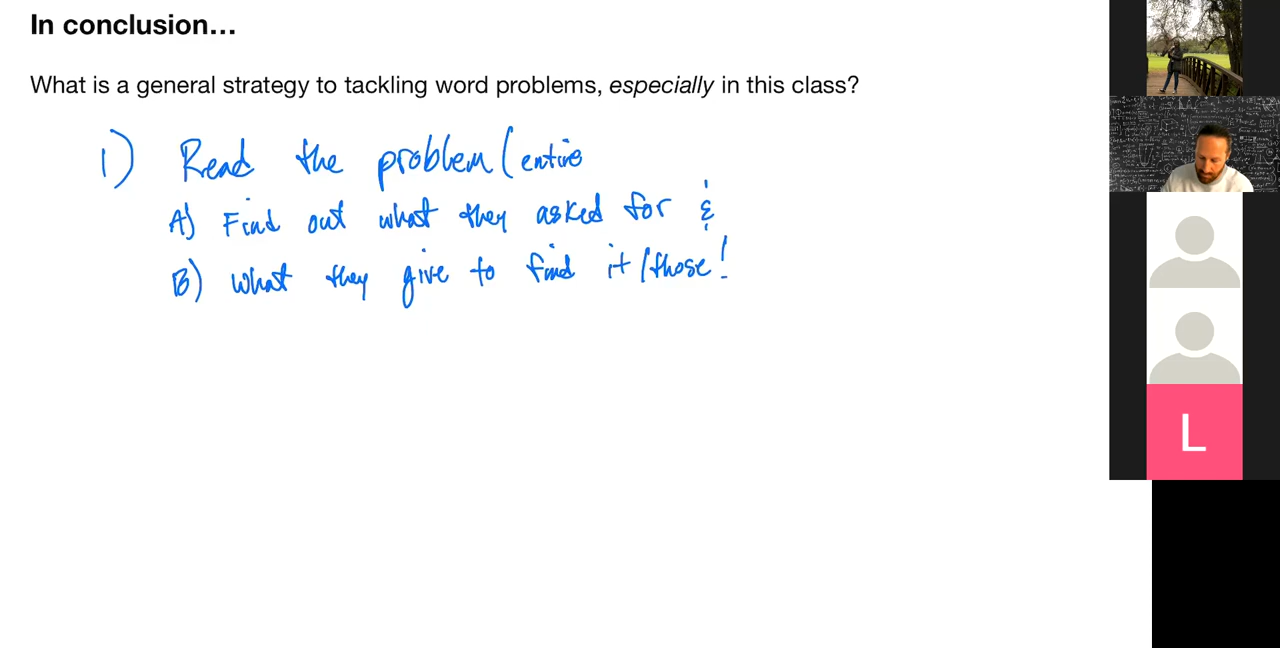 In conclusion...
What is a general strategy to tackling word problems, especially in this class?
1) Read the problem (entire
A) Find out what they asked for &
B) What they give to find it/those!
L